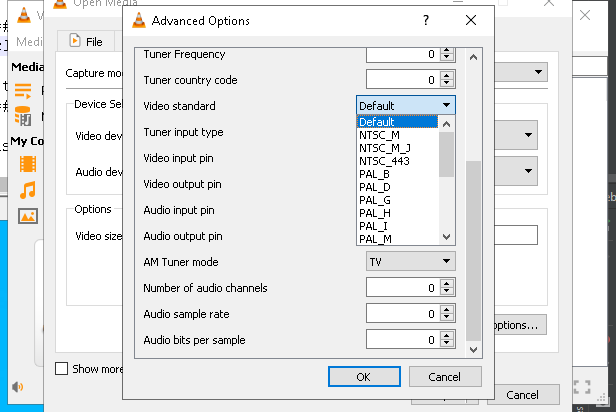 Open Media
Advanced Options
?
Media
File
Tuner Frequency
0
Tuner country code
0
Capture mo
Media
Video standard
Default
Default
NTSC_M
NTSC_M_J
NTSC_443
PAL_B
PAL_D
PAL_G
PAL_H
PAL_I
PAL_M
Device Sel
Tuner input type
Video dev
My Co
Video input pin
Audio dev
Video output pin
Options
Audio input pin
Video size
Audio output pin
AM Tuner mode
TV
Number of audio channels
0
Audio sample rate
0
options...
Audio bits per sample
0
Show more
OK
Cancel
Cancel